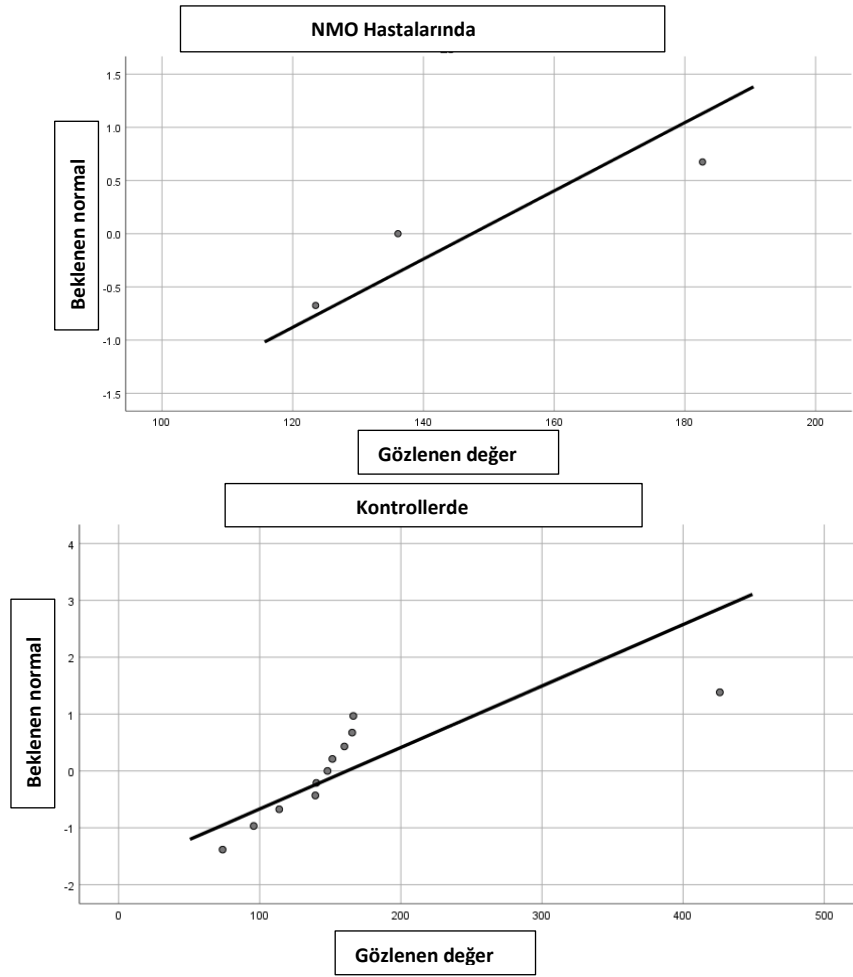 NMO Hastalarında
1.5
1.0
0.5
0.0
-0.5
-1.0
-1.5
Beklenen normal
100 120 140 160 180 200
Gözlenen değer
Kontrollerde
4
3
2
1
0
-1
-2
Beklenen normal
0 100 200 300 400 500
Gözlenen değer